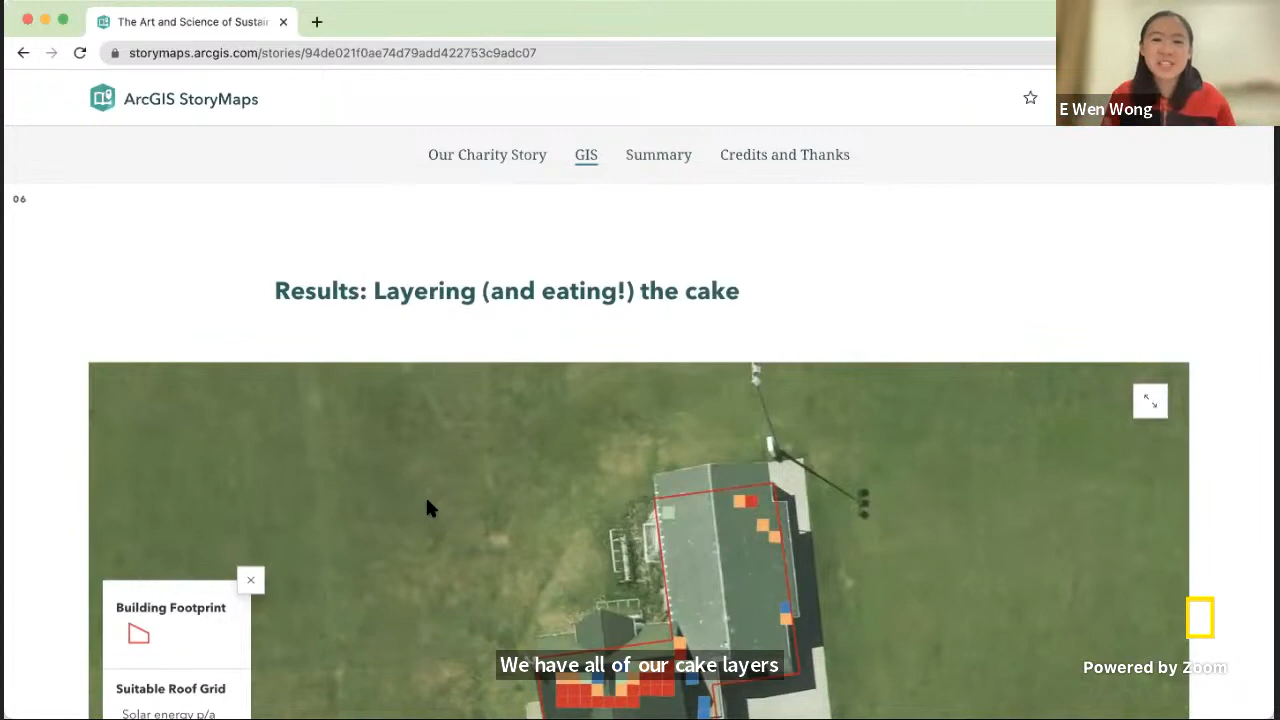 The Art and Science of Sustai
storymaps.arcgis.com/stories/94de021f0ae74d79add422753c9adc07
ArcGIS StoryMaps
E Wen Wong
Our Charity Story GIS Summary Credits and Thanks
06
Results: Layering (and eating!) the cake
Building Footprint
Suitable Roof Grid
Solar energy p/a
We have all of our cake layers
Powered by Zoom